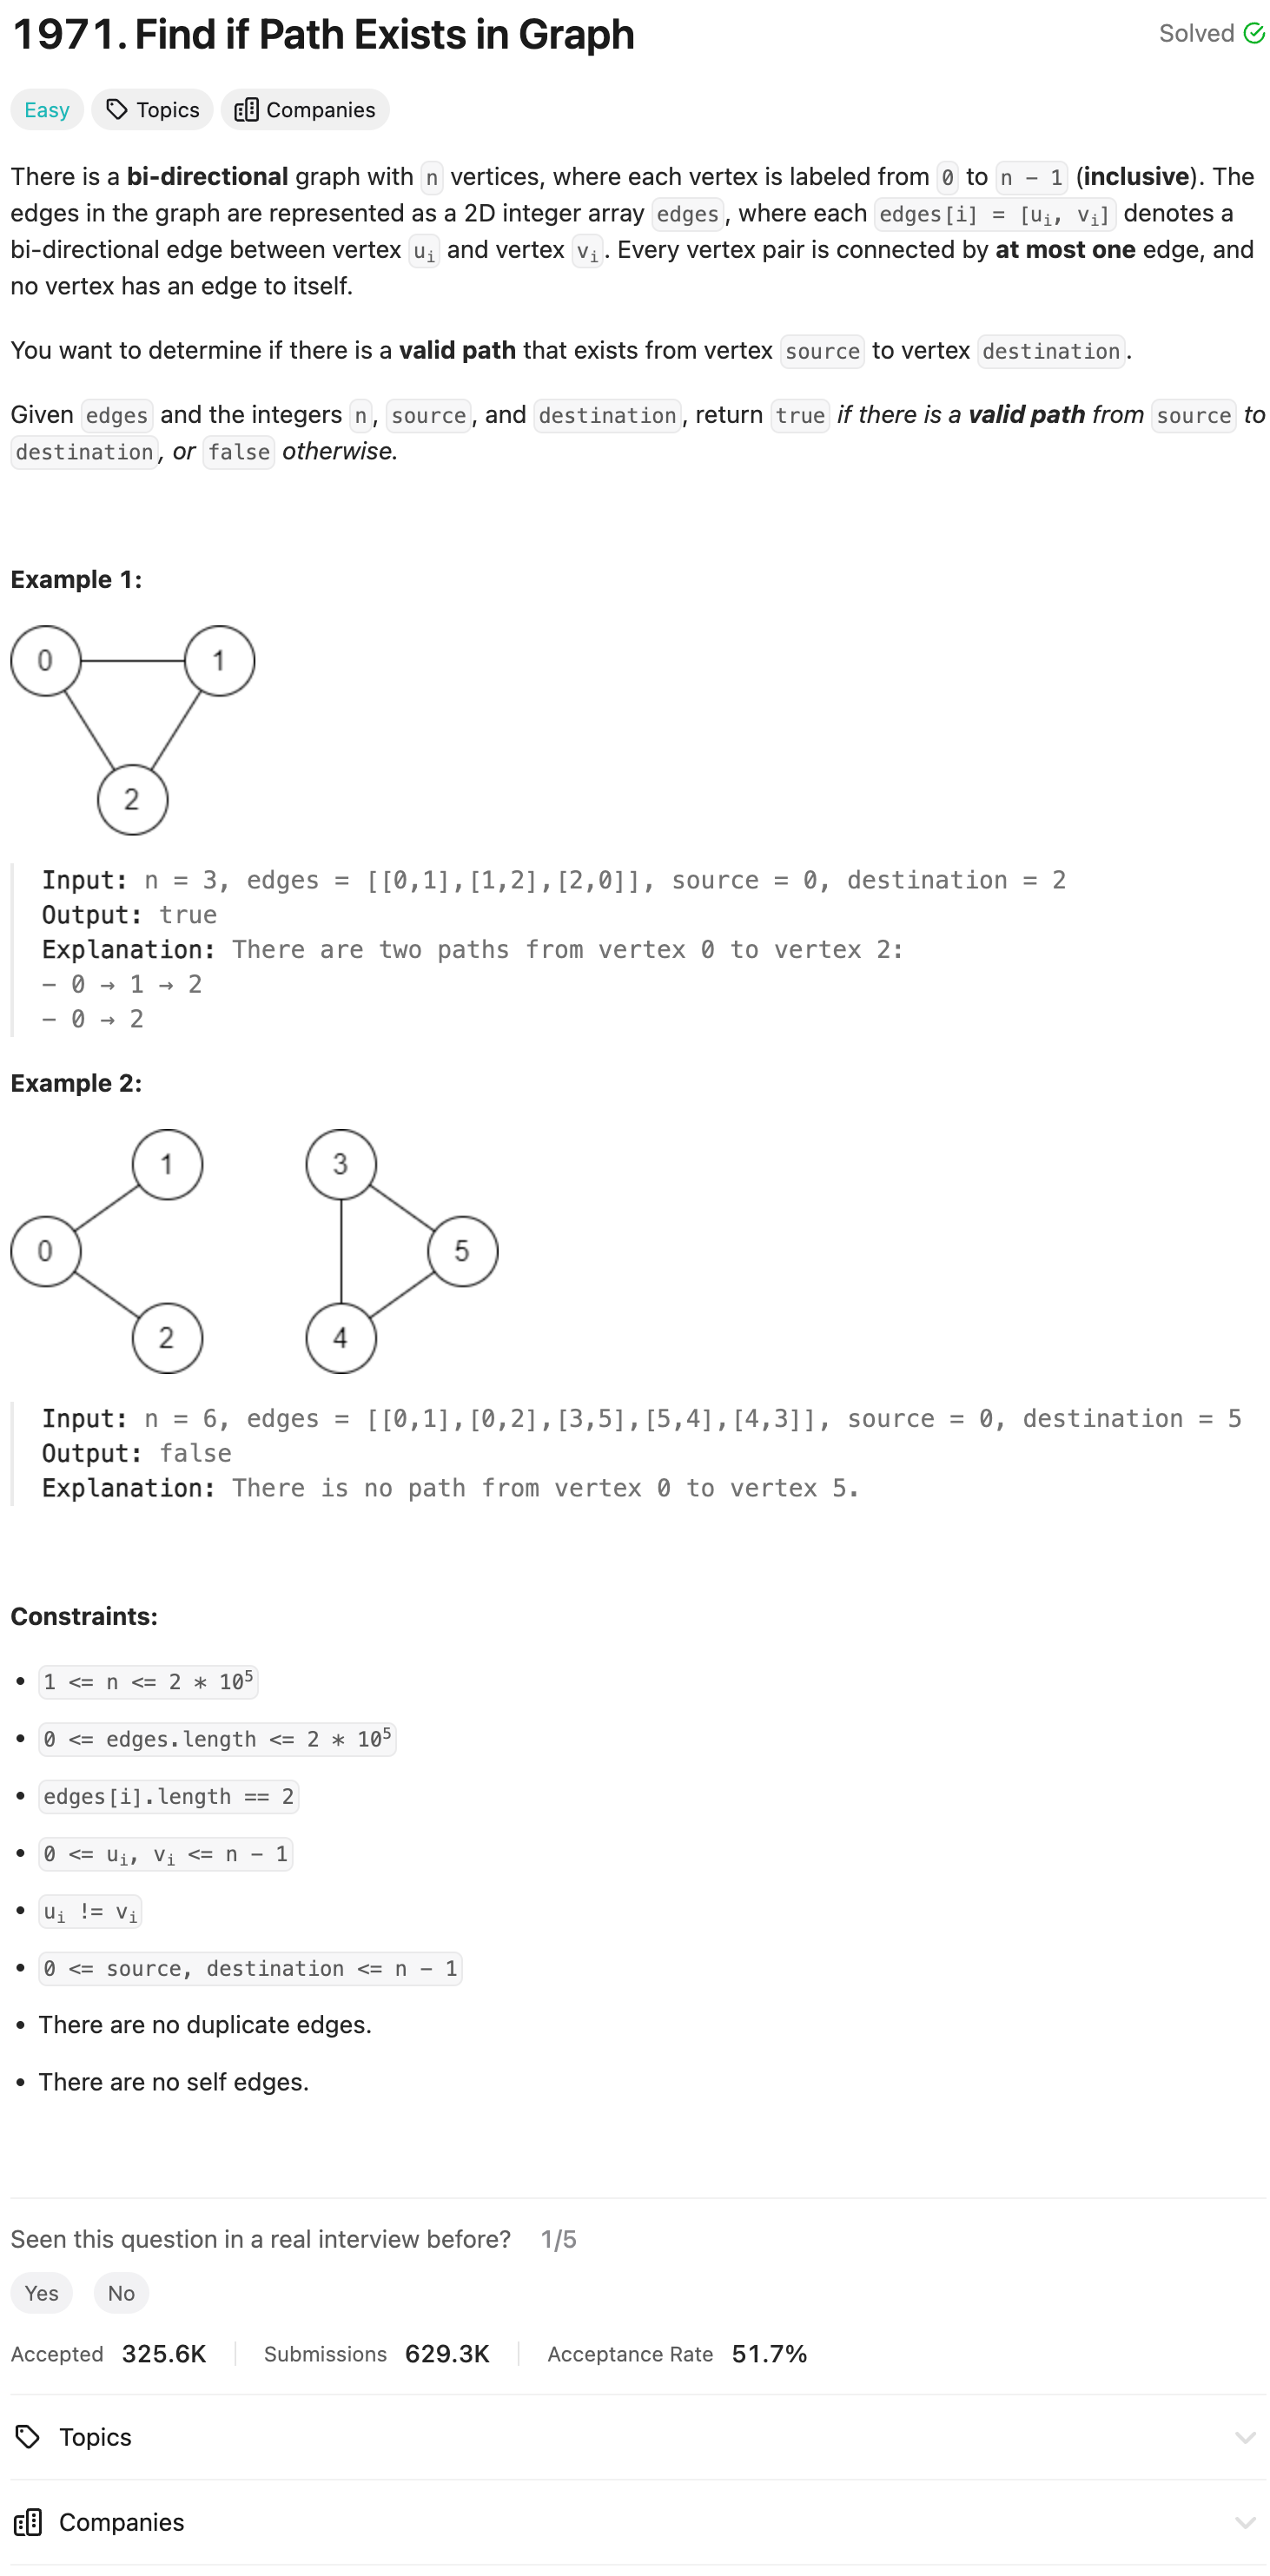 1971. Find if Path Exists in Graph
Solved
Easy Topics Companies
There is a bi-directional graph with n vertices, where each vertex is labeled from 0 to n - 1 (inclusive). The
edges in the graph are represented as a 2D integer array edges, where each edges[i] = [ui, vi] denotes a
bi-directional edge between vertex ui and vertex vi. Every vertex pair is connected by at most one edge, and
no vertex has an edge to itself.
You want to determine if there is a valid path that exists from vertex source to vertex destination.
Given edges and the integers n, source, and destination, return true if there is a valid path from source to
destination, or false otherwise.
Example 1:
0 1
2
Input: n = 3, edges = [[0,1],[1,2],[2,0]], source = 0, destination = 2
Output: true
Explanation: There are two paths from vertex 0 to vertex 2:
- 0 → 1 → 2
- 0 → 2
Example 2:
1 3
0 5
2 4
Input: n = 6, edges = [[0,1],[0,2],[3,5],[5,4],[4,3]], source = 0, destination = 5
Output: false
Explanation: There is no path from vertex 0 to vertex 5.
Constraints:
• 1 <= n <= 2 * 10⁵
• 0 <= edges.length <= 2 * 10⁵
• edges[i].length == 2
• 0 <= ui, vi <= n - 1
• ui != vi
• 0 <= source, destination <= n - 1
• There are no duplicate edges.
• There are no self edges.
Seen this question in a real interview before? 1/5
Yes No
Accepted 325.6K Submissions 629.3K Acceptance Rate 51.7%
Topics
Companies